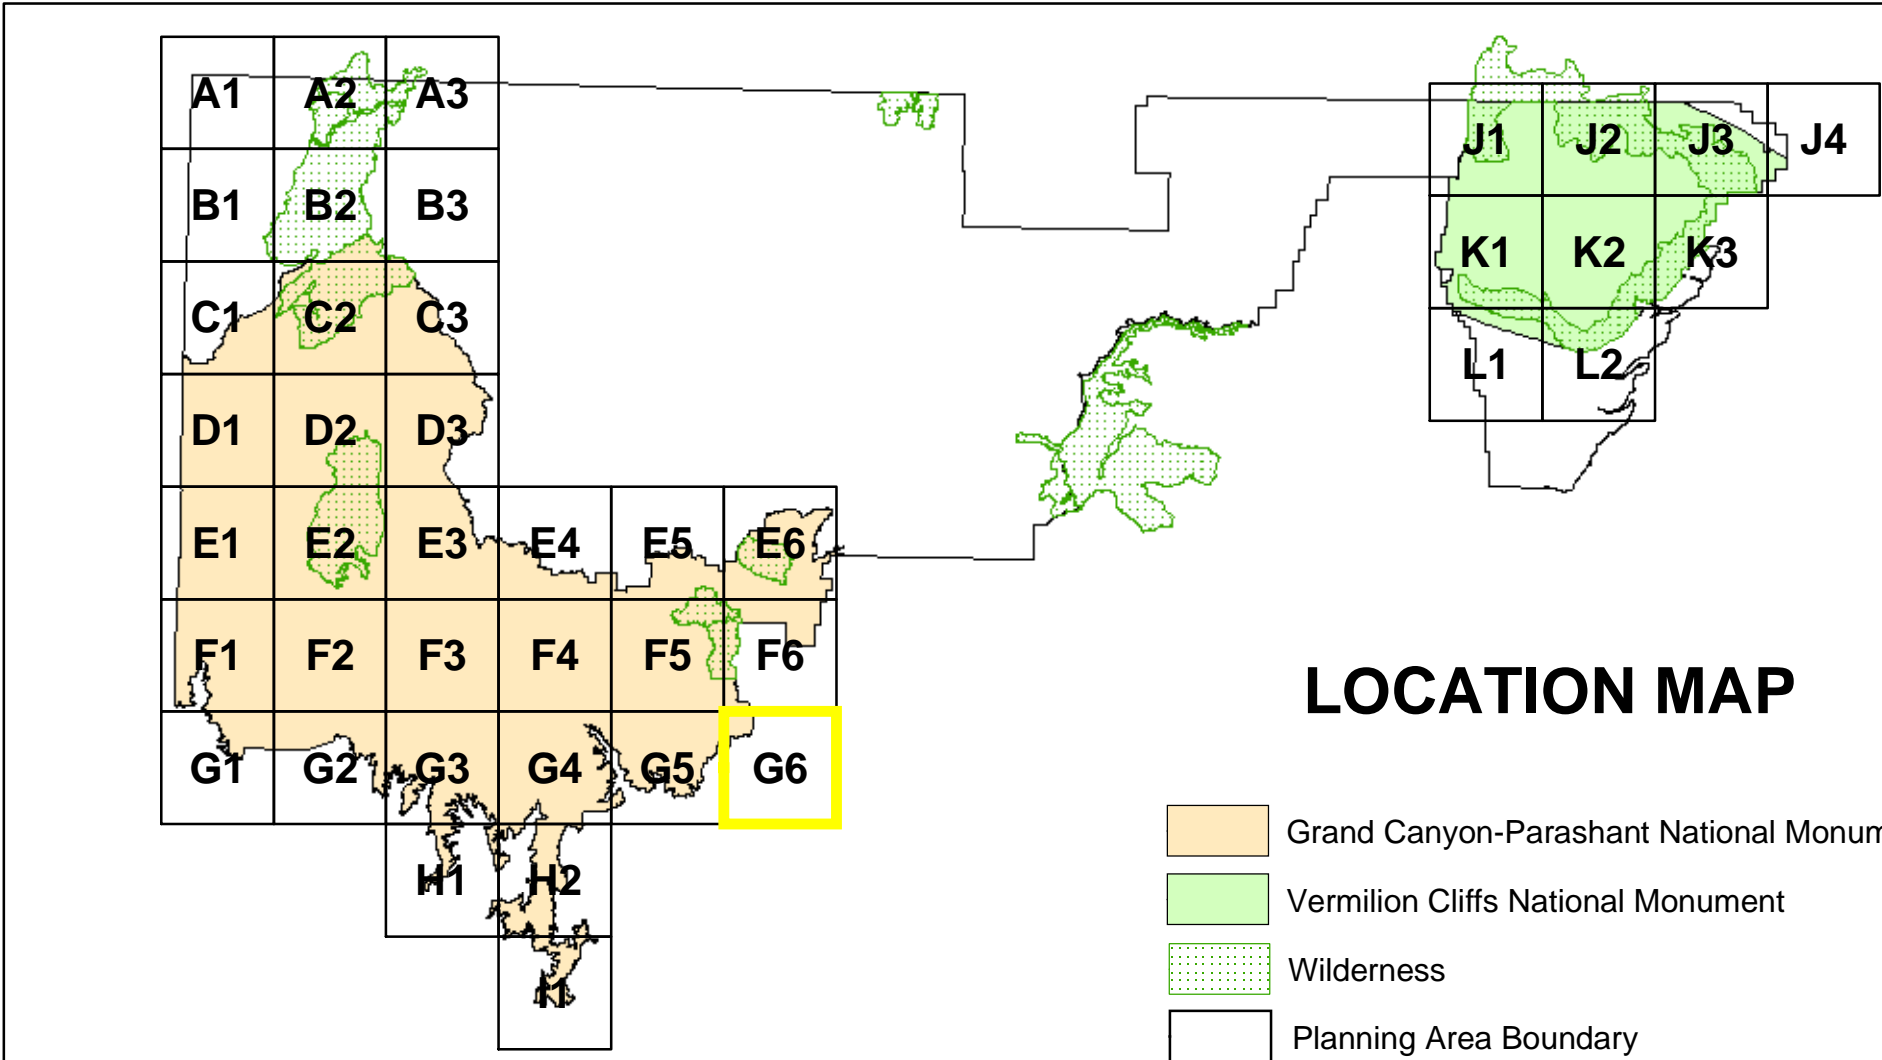 A1 A2 A3
J1 J2 J3 J4
B1 B2 B3
K1 K2 K3
C1 C2 C3
L1 L2
D1 D2 D3
E1 E2 E3 E4 E5 E6
F1 F2 F3 F4 F5 F6
LOCATION MAP
G1 G2 G3 G4 G5 G6
Grand Canyon-Parashant National Monum
Vermilion Cliffs National Monument
H1 H2
Wilderness
I1
Planning Area Boundary